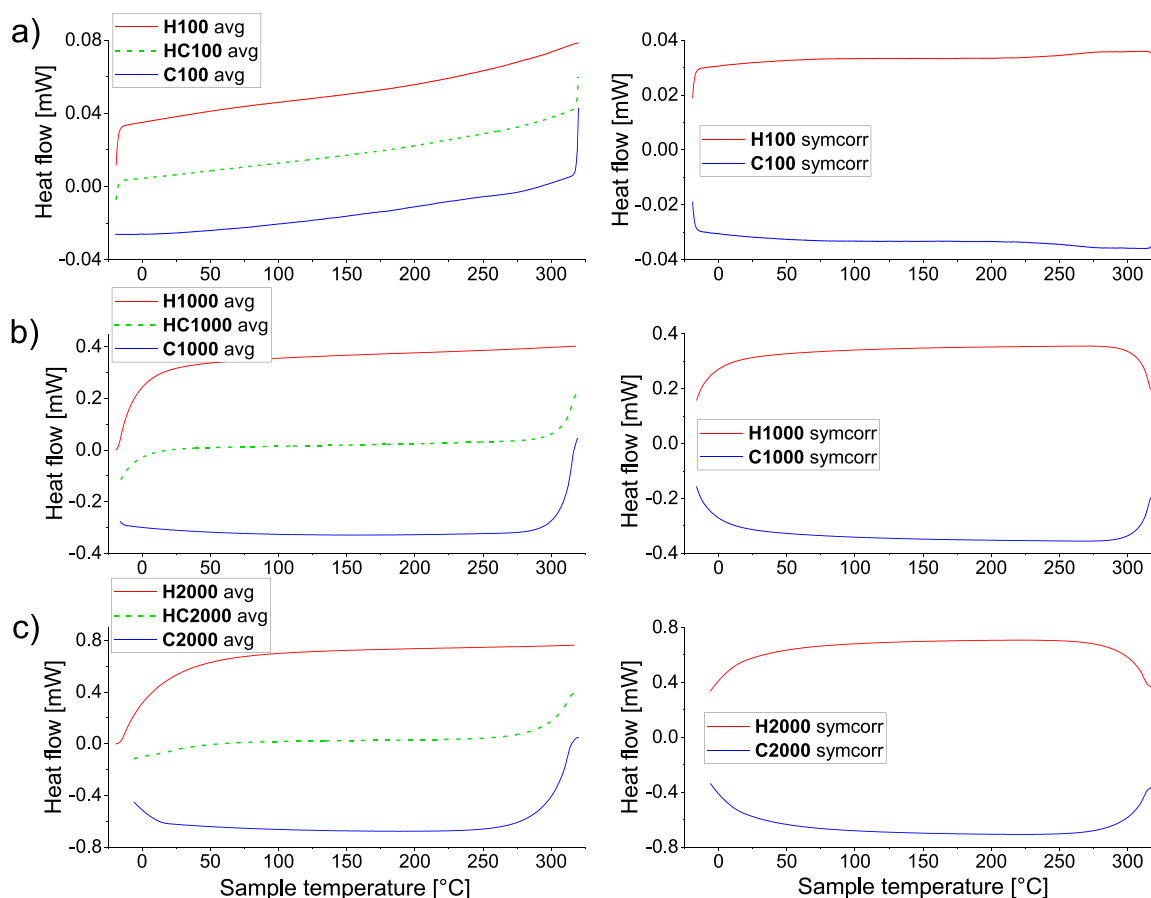 a)
H100 avg
HC100 avg
C100 avg
Heat flow [mW]
0.08
0.04
0.00
-0.04
0 50 100 150 200 250 300
H100 symcorr
C100 symcorr
Heat flow [mW]
0.04
0.02
0.00
-0.02
-0.04
0 50 100 150 200 250 300
b)
H1000 avg
HC1000 avg
C1000 avg
Heat flow [mW]
0.4
0.2
0.0
-0.2
-0.4
0 50 100 150 200 250 300
H1000 symcorr
C1000 symcorr
Heat flow [mW]
0.4
0.2
0.0
-0.2
-0.4
0 50 100 150 200 250 300
c)
H2000 avg
HC2000 avg
C2000 avg
Heat flow [mW]
0.8
0.4
0.0
-0.4
-0.8
0 50 100 150 200 250 300
Sample temperature [°C]
H2000 symcorr
C2000 symcorr
Heat flow [mW]
0.8
0.4
0.0
-0.4
-0.8
0 50 100 150 200 250 300
Sample temperature [°C]